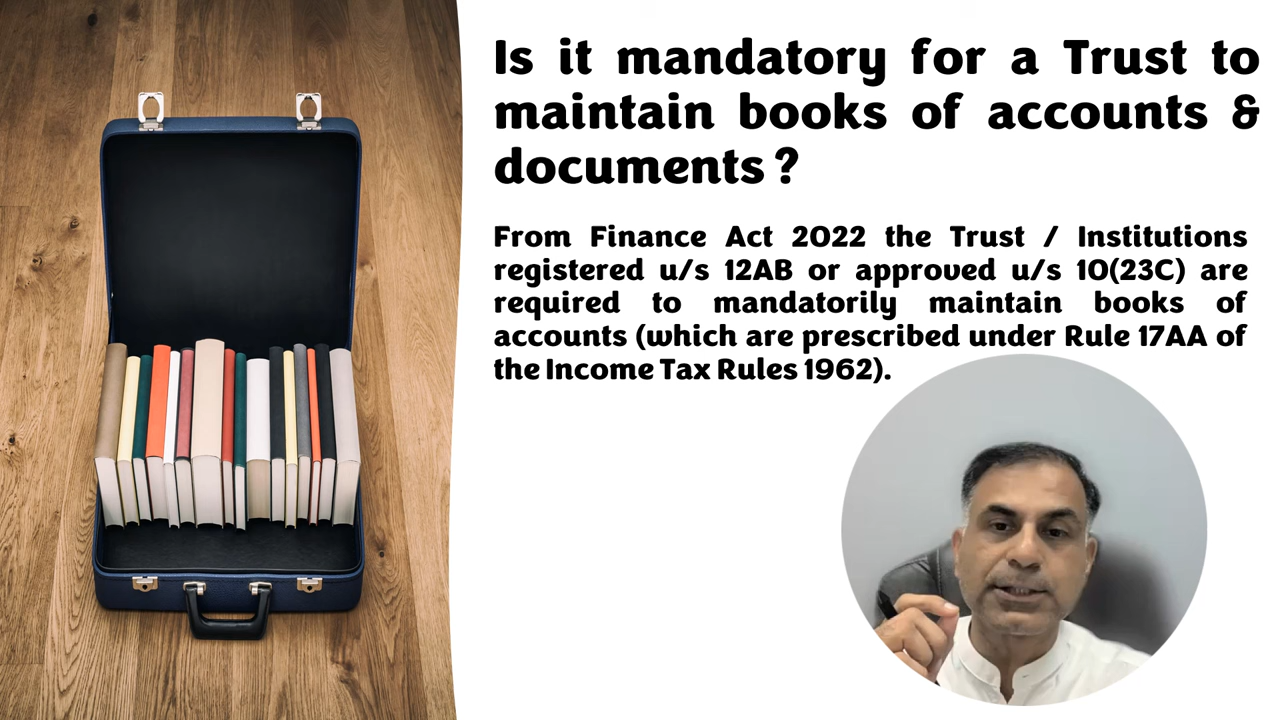 Is it mandatory for a Trust to
maintain books of accounts &
documents ?
From Finance Act 2022 the Trust / Institutions
registered u/s 12AB or approved u/s 10(23C) are
required to mandatorily maintain books of
accounts (which are prescribed under Rule 17AA of
the Income Tax Rules 1962).